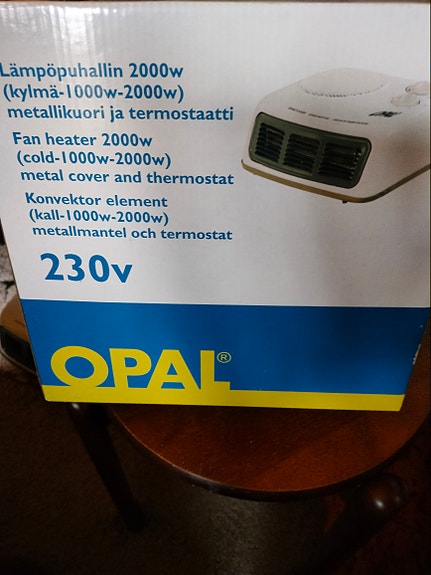 Lämpöpuhallin 2000w
(kylmä-1000w-2000w)
metallikuori ja termostaatti
Fan heater 2000w
(cold-1000w-2000w)
metal cover and thermostat
Konvektor element
(kall-1000w-2000w)
metallmantel och termostat
230v
OPAL®